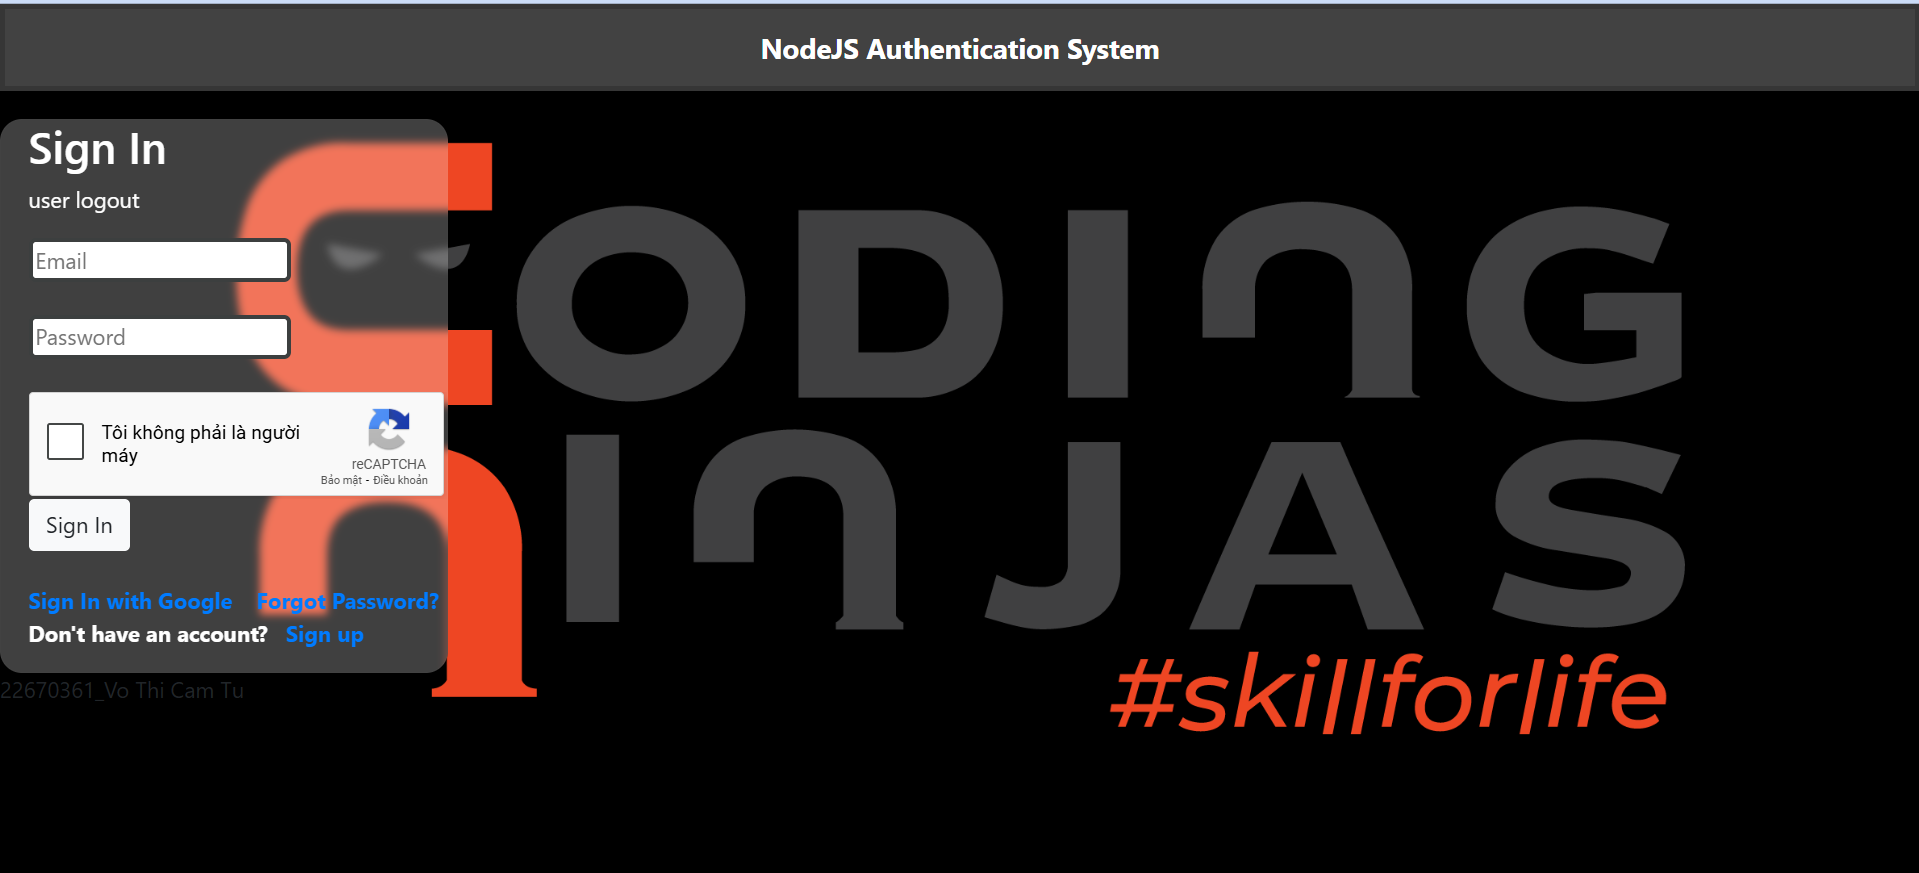 NodeJS Authentication System
Sign In
user logout
Email
Password
Tôi không phải là người
máy
reCAPTCHA
Bảo mật - Điều khoản
Sign In
Sign In with Google Forgot Password?
Don't have an account? Sign up
22670361_Vo Thi Cam Tu
CODING
NINJAS
#skillforlife